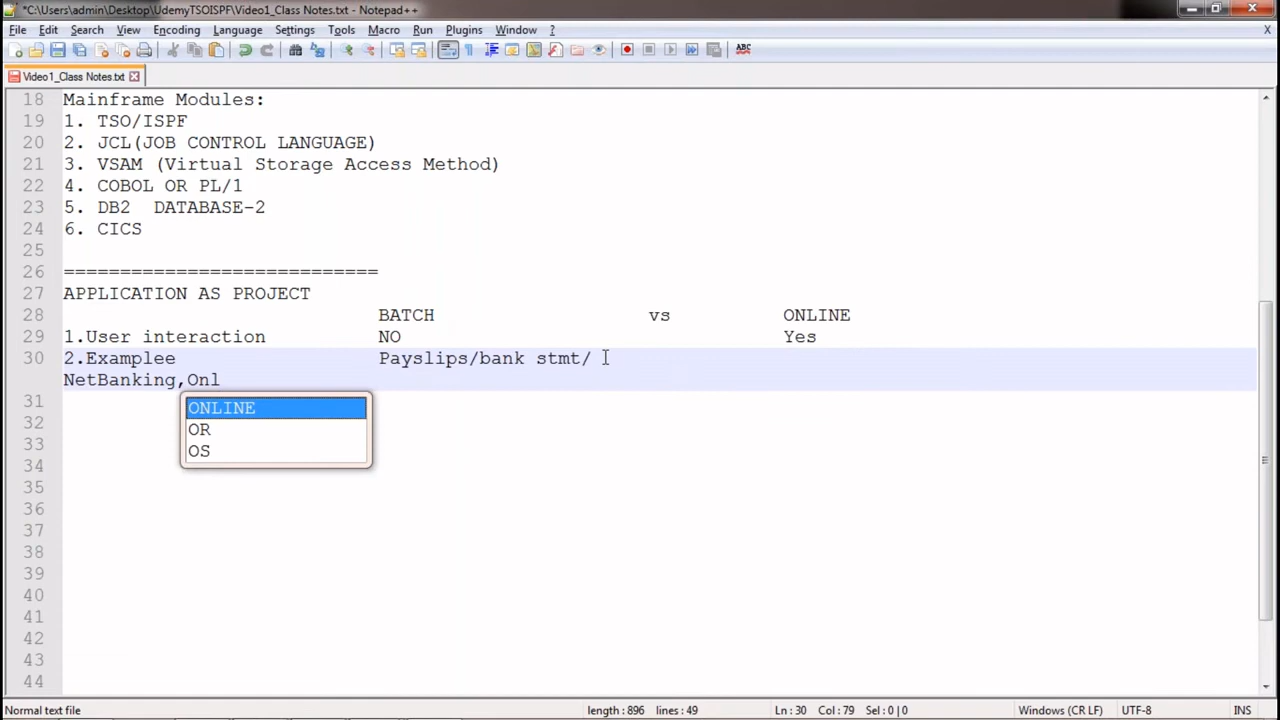 *C:\Users\admin\Desktop\UdemyTSOISPF\Video1_Class Notes.txt - Notepad++
File Edit Search View Encoding Language Settings Tools Macro Run Plugins Window ? X
ABC
Video1_Class Notes.txt
18 Mainframe Modules:
19 1. TSO/ISPF
20 2. JCL(JOB CONTROL LANGUAGE)
21 3. VSAM (Virtual Storage Access Method)
22 4. COBOL OR PL/1
23 5. DB2 DATABASE-2
24 6. CICS
25
26 ============================
27 APPLICATION AS PROJECT
28 BATCH vs ONLINE
29 1.User interaction NO Yes
30 2.Examplee Payslips/bank stmt/
NetBanking,Onl
31 ONLINE
32 OR
33 OS
34
35
36
37
38
39
40
41
42
43
44
Normal text file length : 896 lines : 49 Ln : 30 Col : 79 Sel : 0 | 0 Windows (CR LF) UTF-8 INS